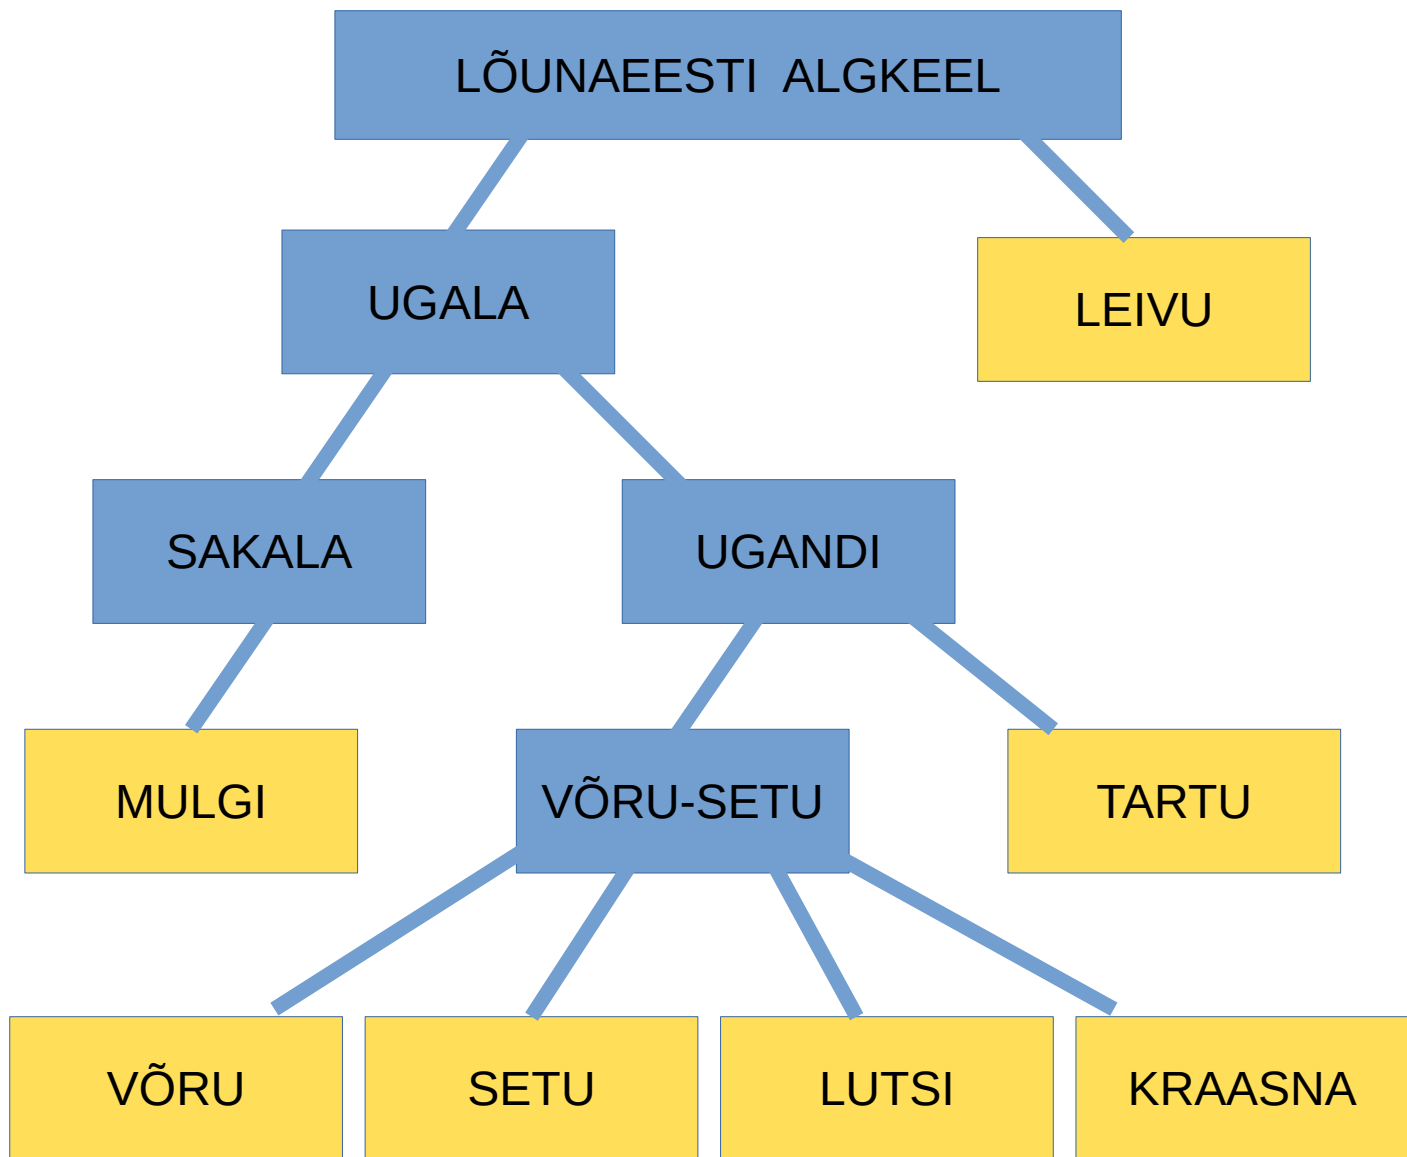 LÕUNAEESTI ALGKEEL
UGALA
LEIVU
SAKALA
UGANDI
MULGI
VÕRU-SETU
TARTU
VÕRU
SETU
LUTSI
KRAASNA